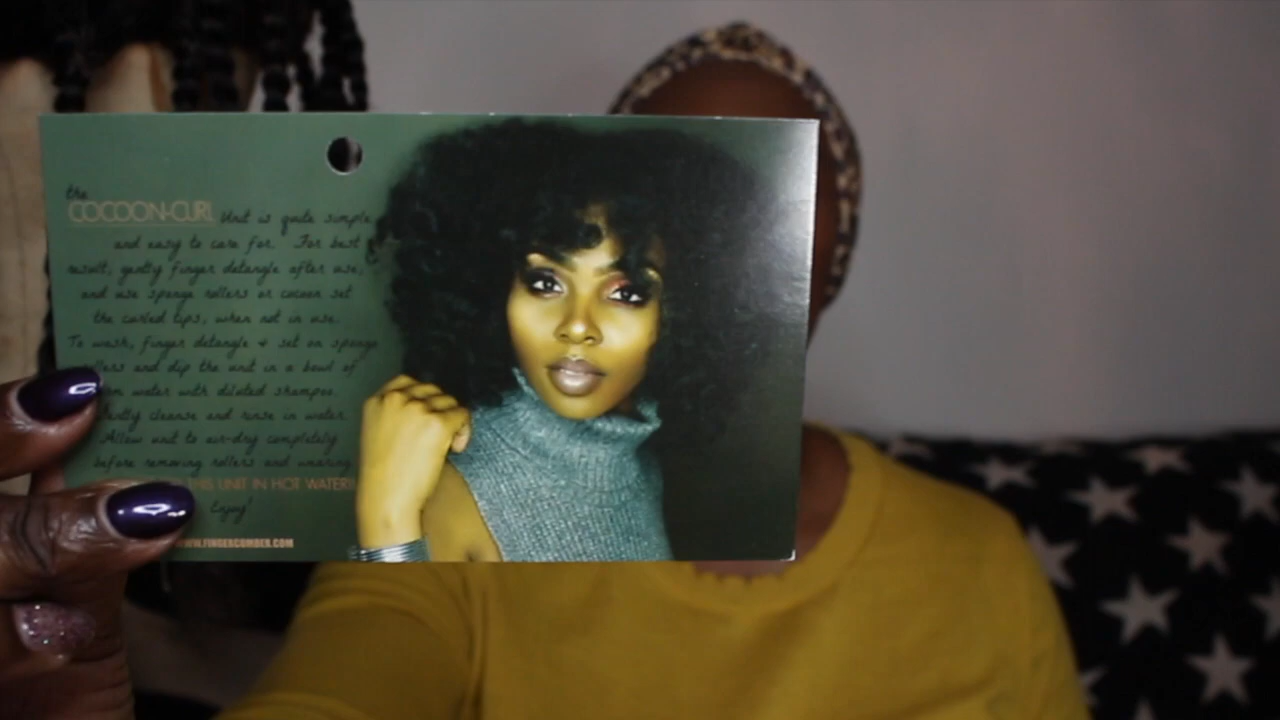 the
COCOON-CURL Unit is quite simple,
and easy to care for. For best
result, gently finger detangle after use,
and use sponge rollers or cocoon set
the curled tips, when not in use.
To wash, finger detangle & set on sponge
and dip the unit in a bowl of
water with diluted shampoo.
cleanse and rinse in water.
Allow unit to air-dry completely
before removing rollers and wearing.
THIS UNIT IN HOT WATER!!
Enjoy!
WWW.FINGERCOMBER.COM